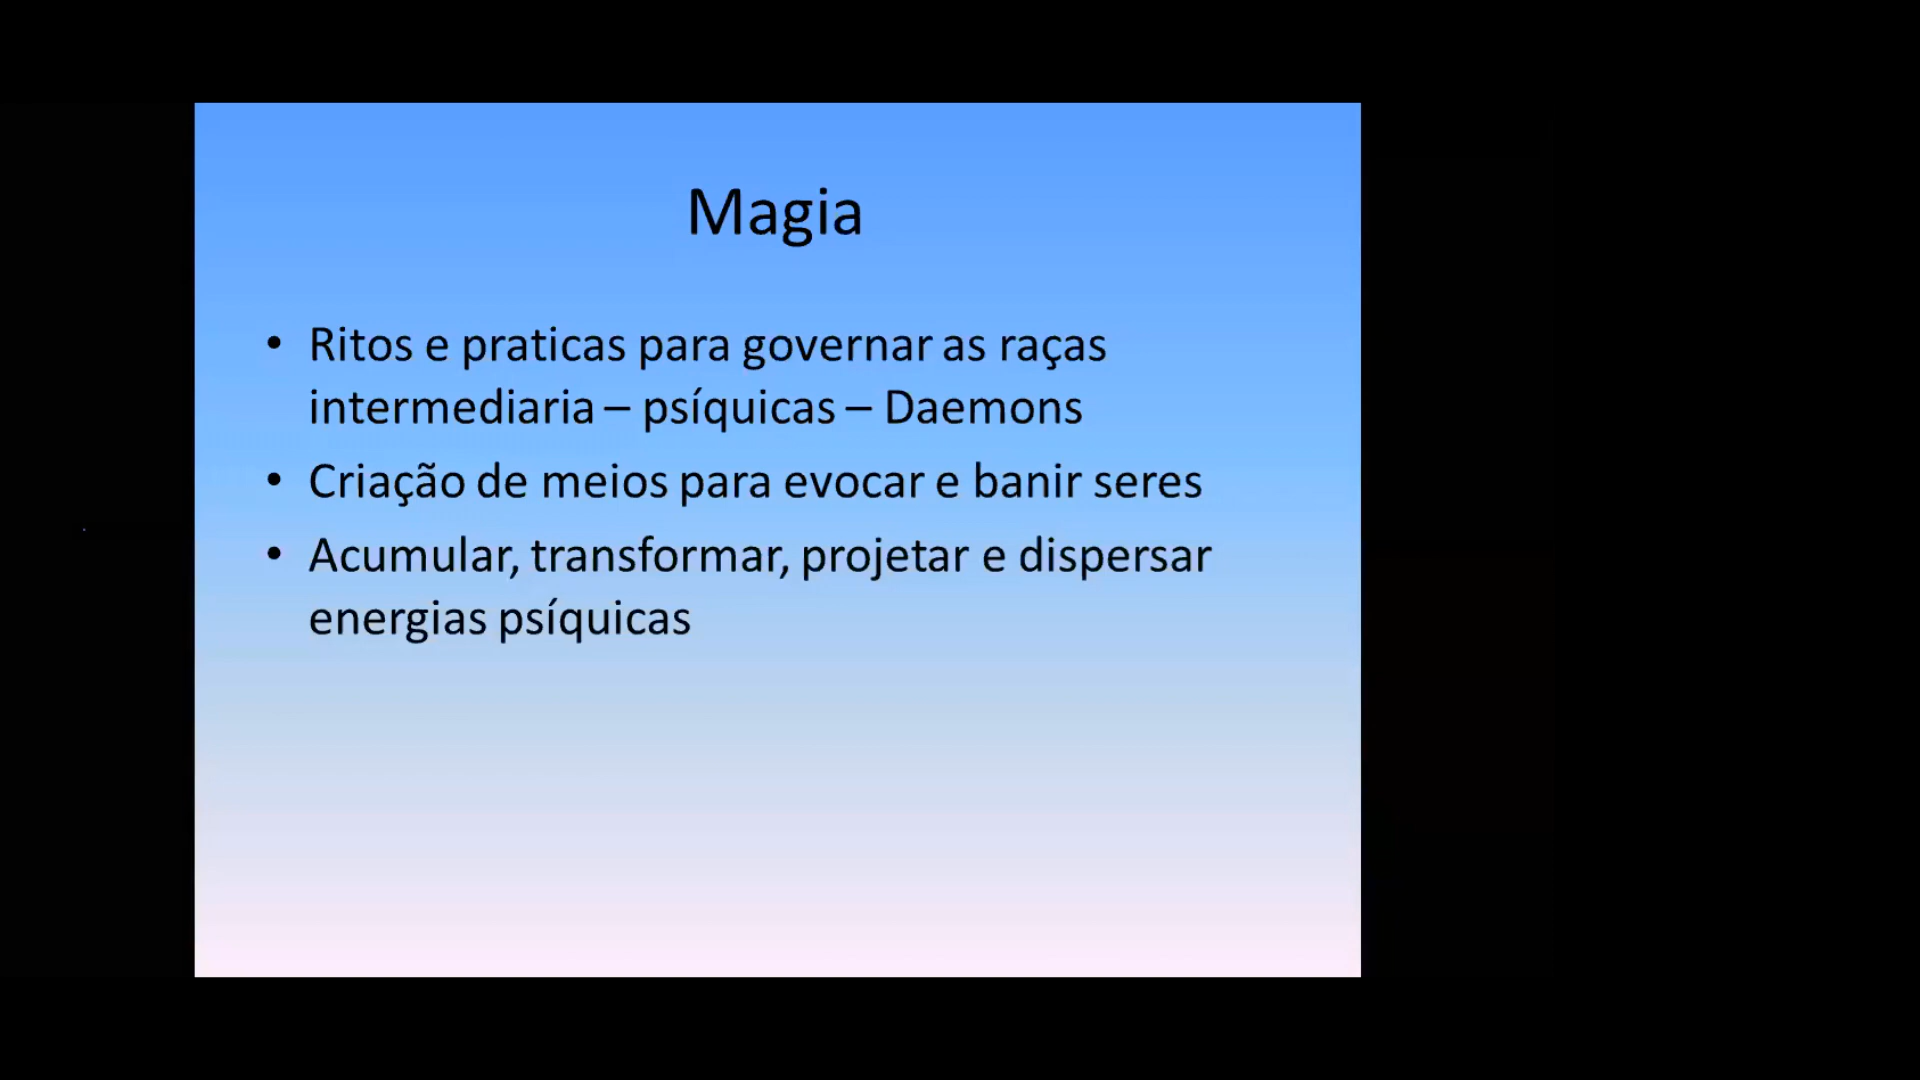 Magia
• Ritos e praticas para governar as raças
intermediaria – psíquicas – Daemons
• Criação de meios para evocar e banir seres
• Acumular, transformar, projetar e dispersar
energias psíquicas